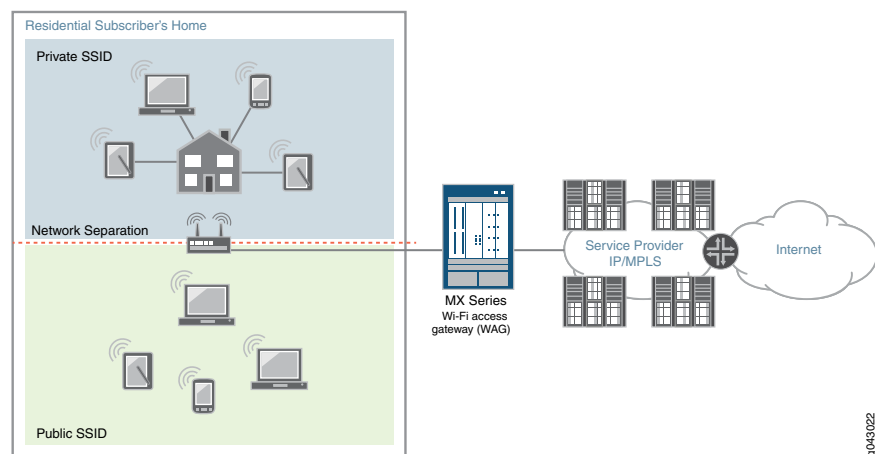 Residential Subscriber's Home
Private SSID
Network Separation
Public SSID
MX Series
Wi-Fi access
gateway (WAG)
Service Provider
IP/MPLS
Internet
g043022